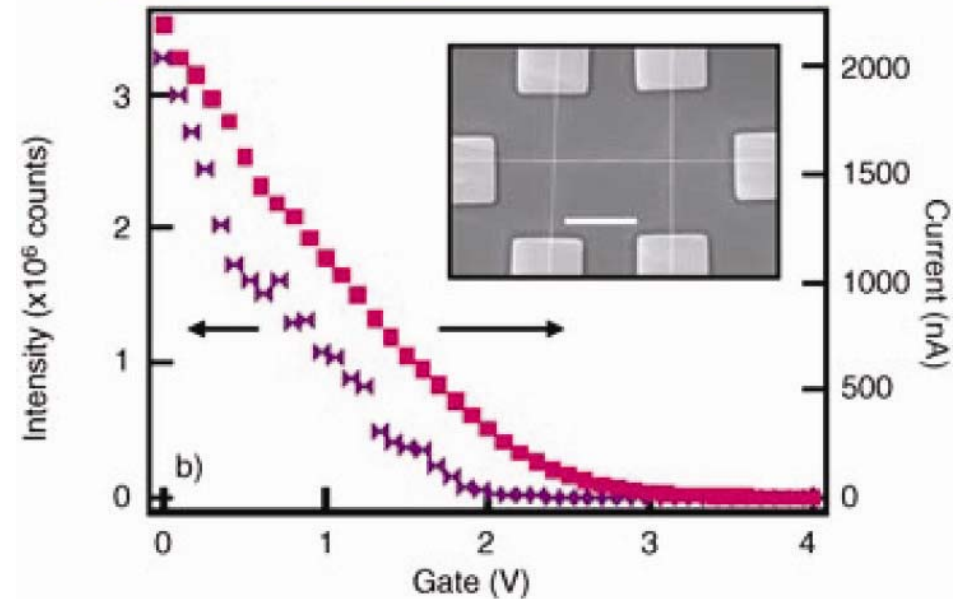 Intensity (x10⁶ counts)
3
2
1
0
b)
2000
1500
1000
500
0
Current (nA)
0 1 2 3 4
Gate (V)